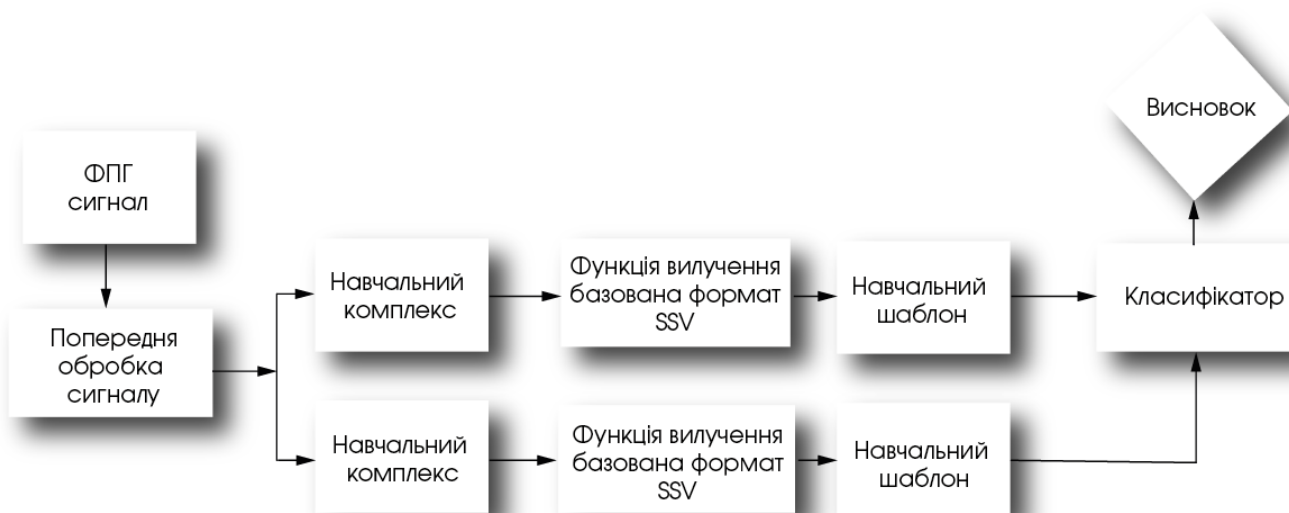 ФПГ
сигнал
Попередня
обробка
сигналу
Навчальний
комплекс
Функція вилучення
базована формат
SSV
Навчальний
шаблон
Класифікатор
Висновок
Навчальний
комплекс
Функція вилучення
базована формат
SSV
Навчальний
шаблон